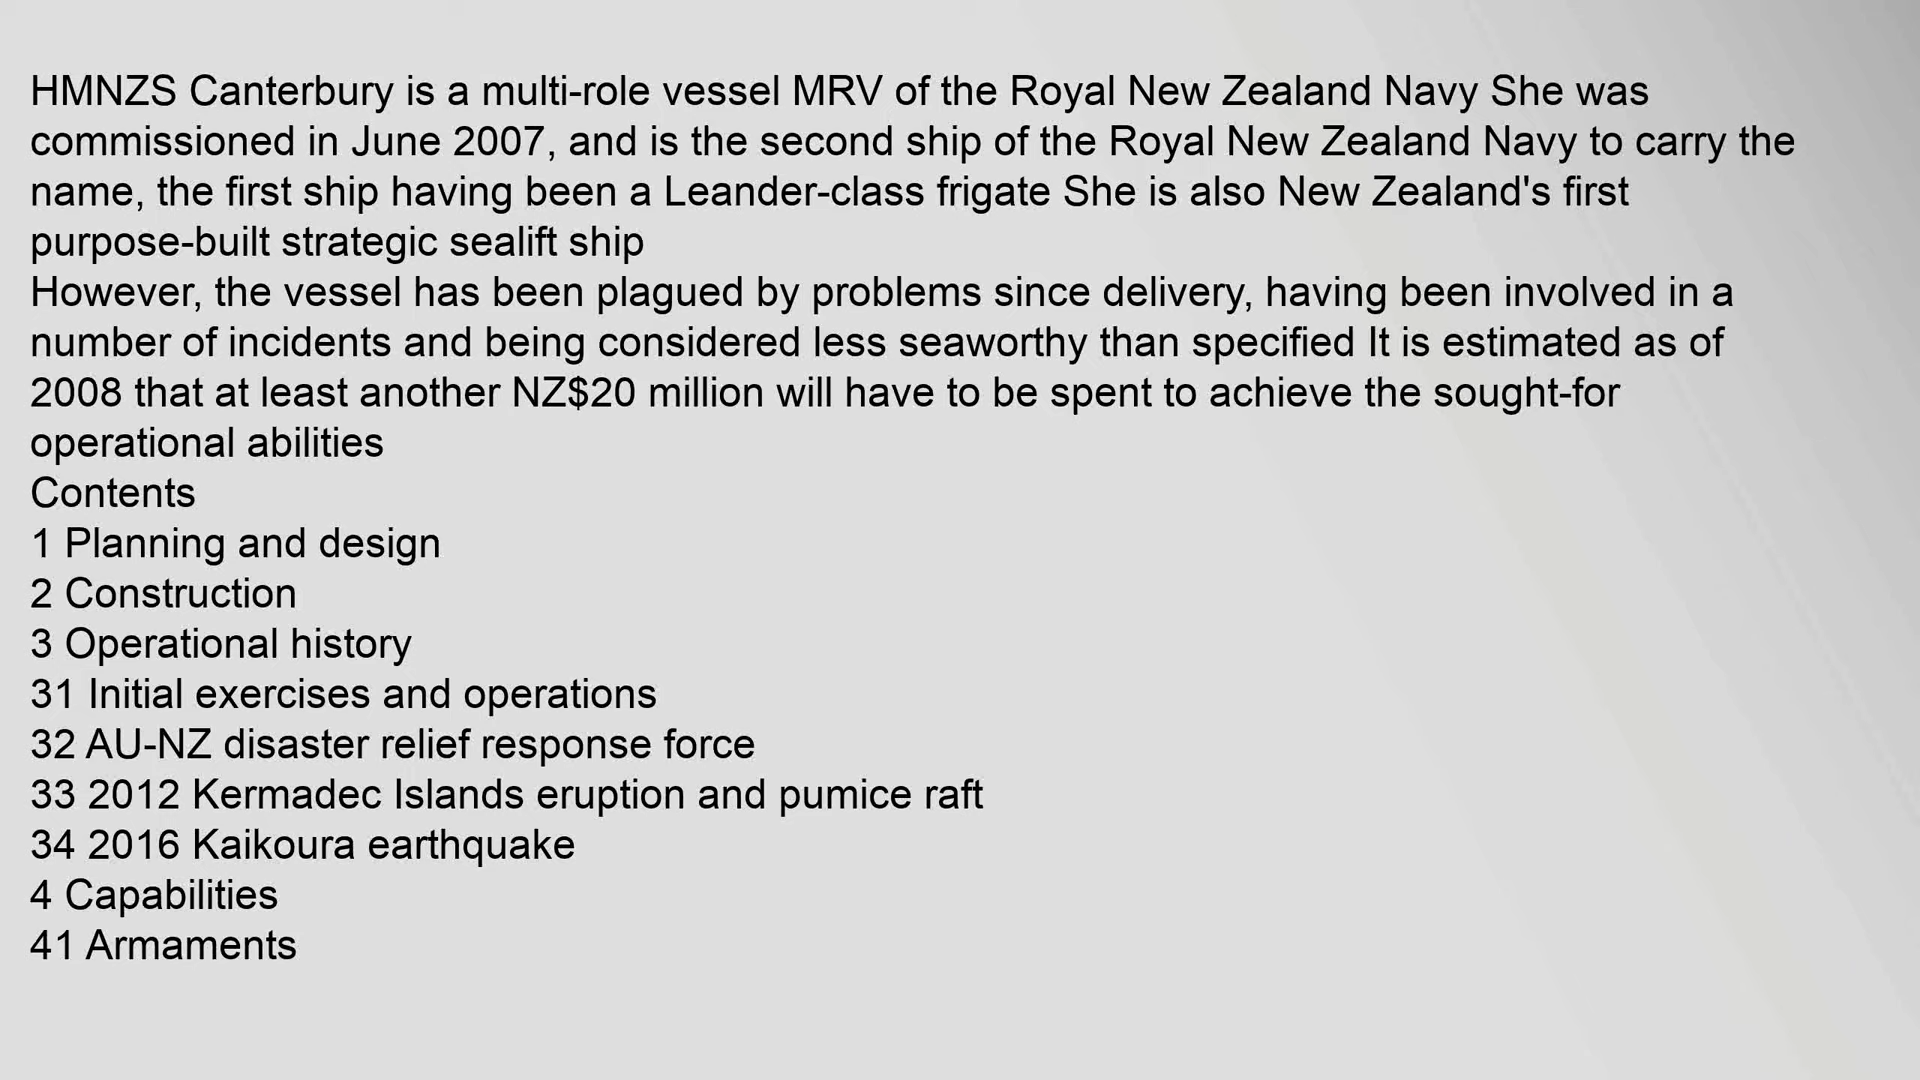 HMNZS Canterbury is a multi-role vessel MRV of the Royal New Zealand Navy She was
commissioned in June 2007, and is the second ship of the Royal New Zealand Navy to carry the
name, the first ship having been a Leander-class frigate She is also New Zealand's first
purpose-built strategic sealift ship
However, the vessel has been plagued by problems since delivery, having been involved in a
number of incidents and being considered less seaworthy than specified It is estimated as of
2008 that at least another NZ$20 million will have to be spent to achieve the sought-for
operational abilities
Contents
1 Planning and design
2 Construction
3 Operational history
31 Initial exercises and operations
32 AU-NZ disaster relief response force
33 2012 Kermadec Islands eruption and pumice raft
34 2016 Kaikoura earthquake
4 Capabilities
41 Armaments